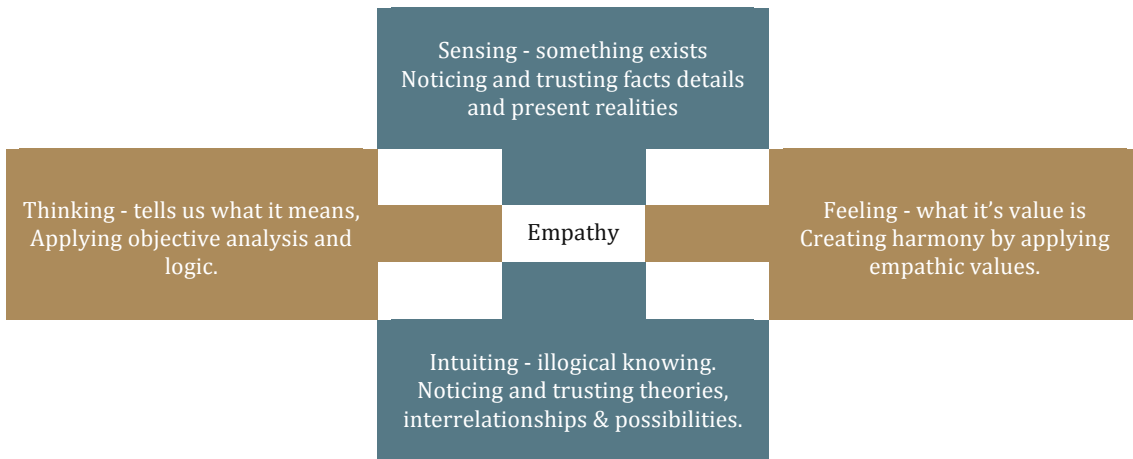 Sensing - something exists
Noticing and trusting facts details
and present realities
Thinking - tells us what it means,
Applying objective analysis and
logic.
Empathy
Feeling - what it’s value is
Creating harmony by applying
empathic values.
Intuiting - illogical knowing.
Noticing and trusting theories,
interrelationships & possibilities.